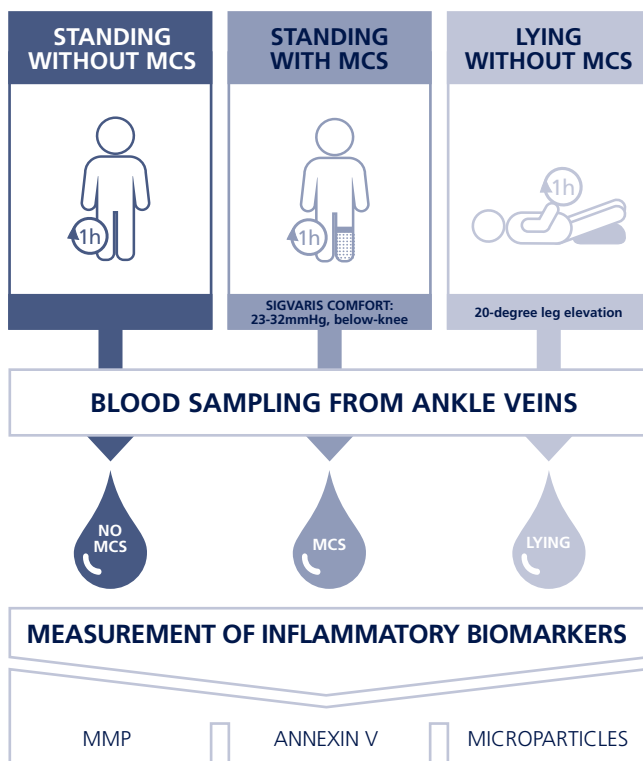 STANDING
WITHOUT MCS
STANDING
WITH MCS
LYING
WITHOUT MCS
1h
1h
1h
SIGVARIS COMFORT:
23-32mmHg, below-knee
20-degree leg elevation
BLOOD SAMPLING FROM ANKLE VEINS
NO
MCS
MCS
LYING
MEASUREMENT OF INFLAMMATORY BIOMARKERS
MMP
ANNEXIN V
MICROPARTICLES